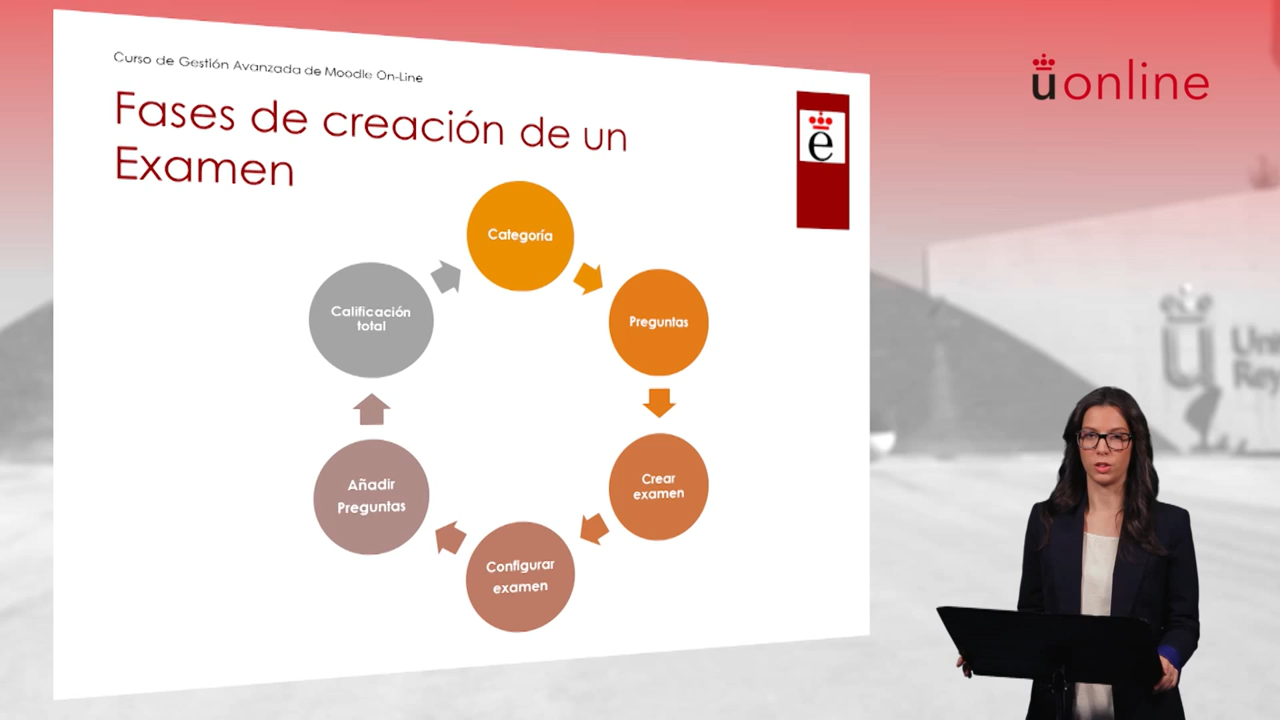 Curso de Gestión Avanzada de Moodle On-Line
Fases de creación de un
Examen
Categoría
Preguntas
Crear
examen
Configurar
examen
Añadir
Preguntas
Calificación
total
e
uonline